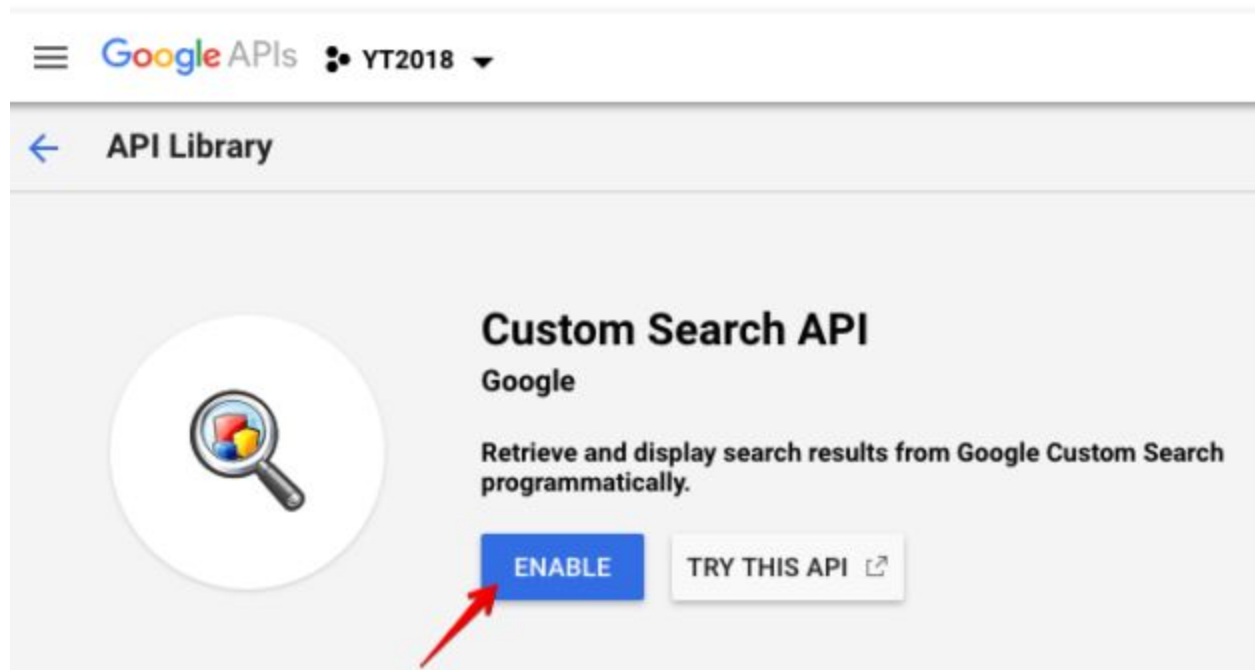 Google APIs YT2018
API Library
Custom Search API
Google
Retrieve and display search results from Google Custom Search
programmatically.
ENABLE TRY THIS API